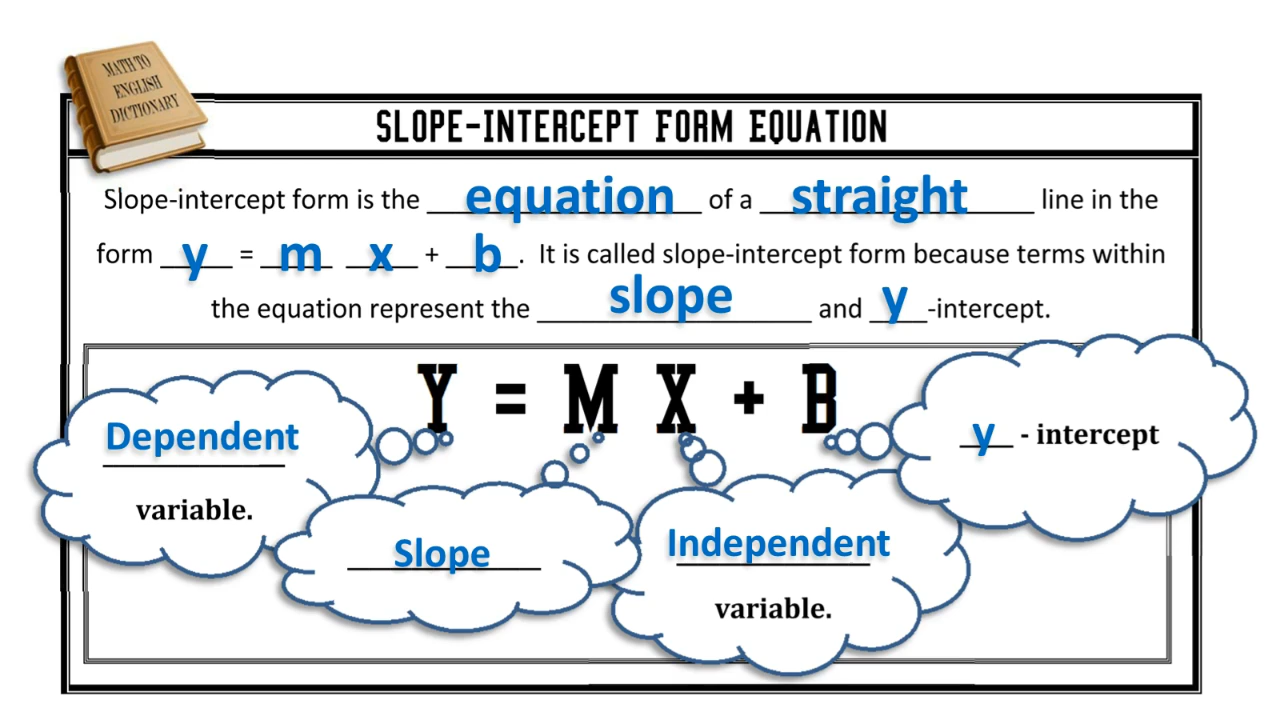 MATH TO
ENGLISH
DICTIONARY
SLOPE-INTERCEPT FORM EQUATION
Slope-intercept form is the equation of a straight line in the
form y = m x + b. It is called slope-intercept form because terms within
the equation represent the slope and y-intercept.
Y = M X + B
Dependent
variable.
Slope
Independent
variable.
y - intercept